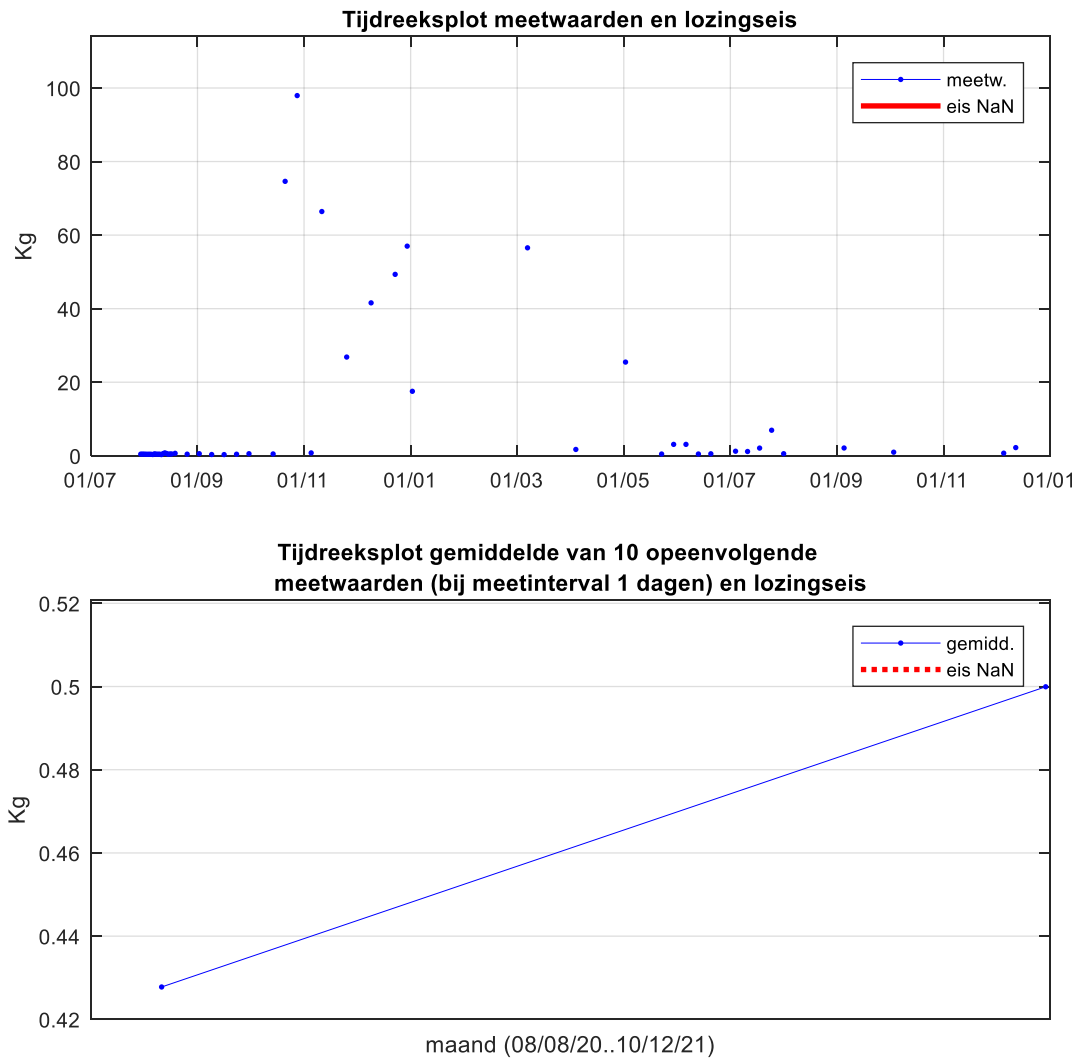 Tijdreeksplot meetwaarden en lozingseis
meetw.
eis NaN
Kg
100
80
60
40
20
0
01/07 01/09 01/11 01/01 01/03 01/05 01/07 01/09 01/11 01/01
Tijdreeksplot gemiddelde van 10 opeenvolgende
meetwaarden (bij meetinterval 1 dagen) en lozingseis
gemidd.
eis NaN
Kg
0.52
0.5
0.48
0.46
0.44
0.42
maand (08/08/20..10/12/21)